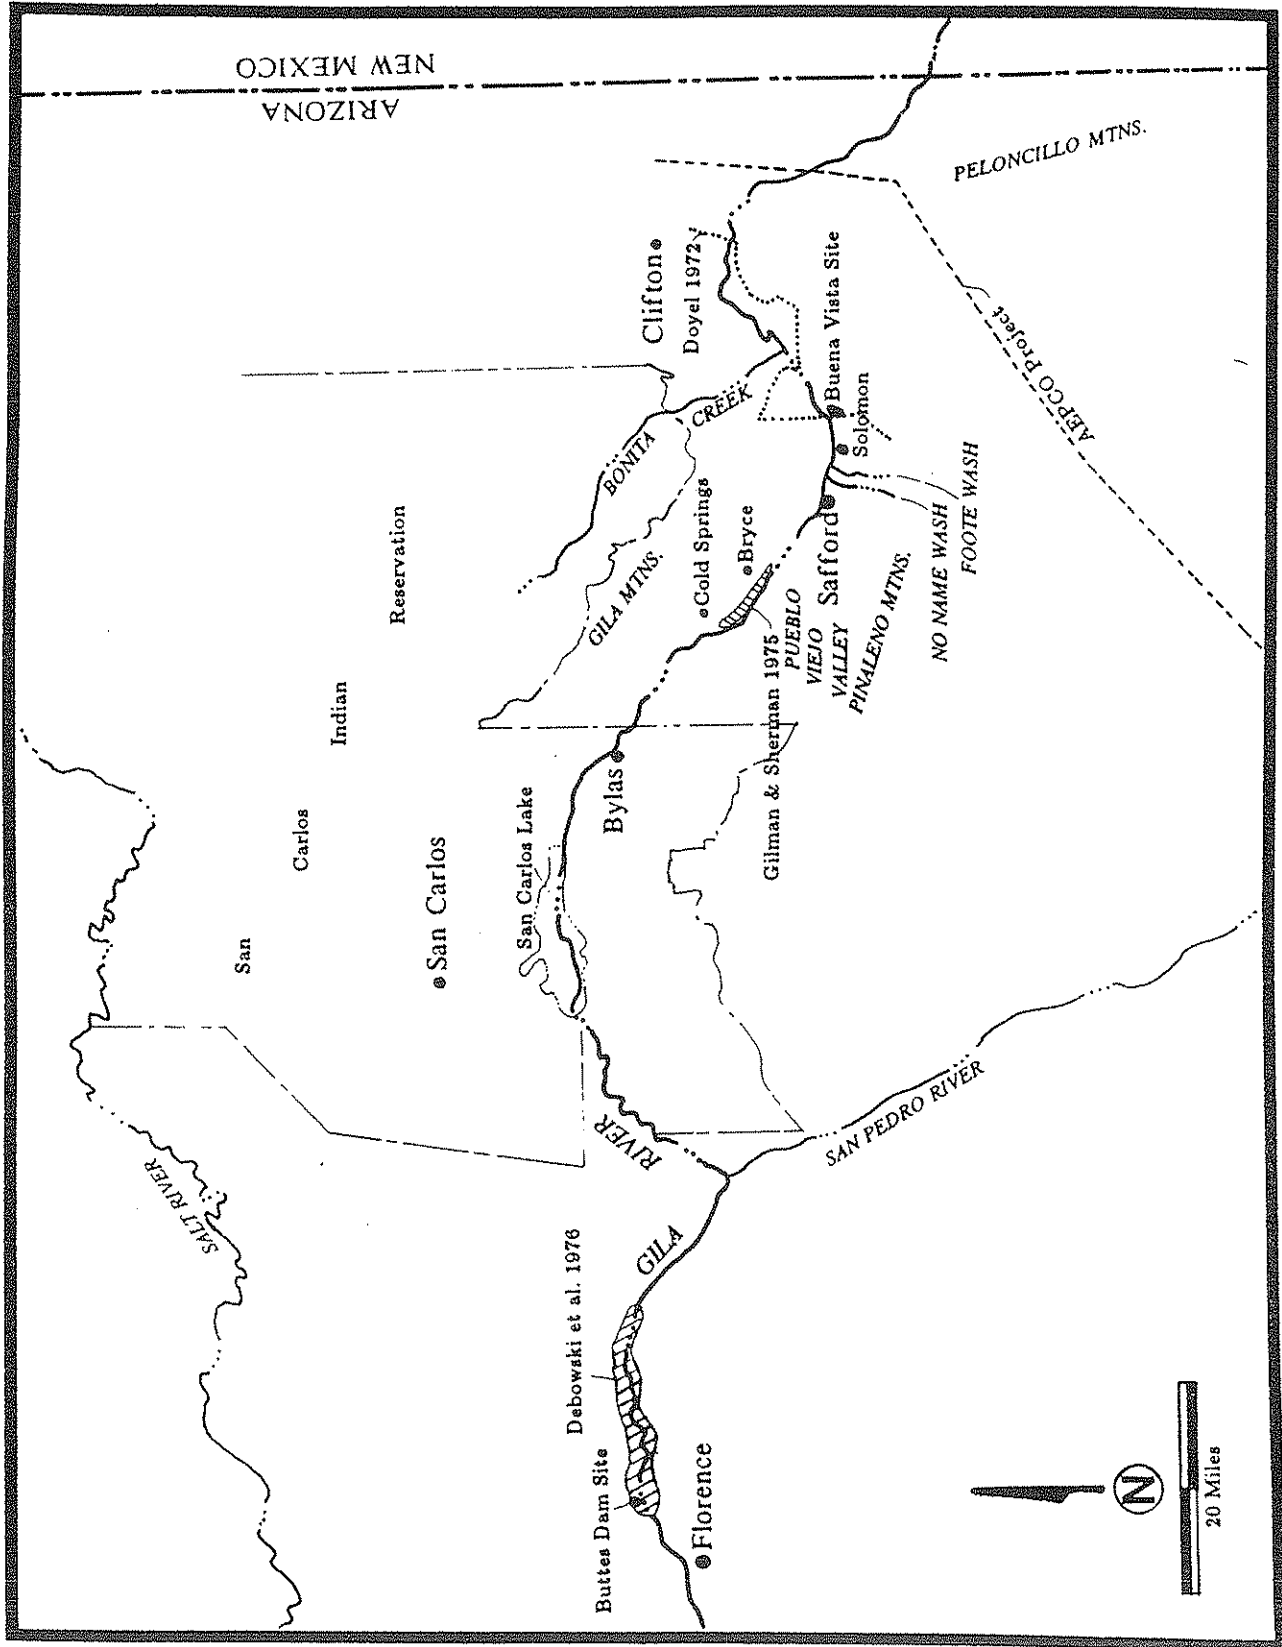 ARIZONA
NEW MEXICO
SALT RIVER
San
Carlos
Indian
Reservation
San Carlos
San Carlos Lake
BONITA
CREEK
GILA MTNS.
Clifton
Doyel 1972
Cold Springs
Bryce
Bylas
Buttes Dam Site
Debowski et al. 1976
GILA
RIVER
Florence
SAN PEDRO RIVER
Gilman & Sherman 1975
PUEBLO
VIEJO
VALLEY
Safford
PINALENO MTNS.
Solomon
Buena Vista Site
NO NAME WASH
FOOTE WASH
PELONCILLO MTNS.
AEPCO Project
N
20 Miles